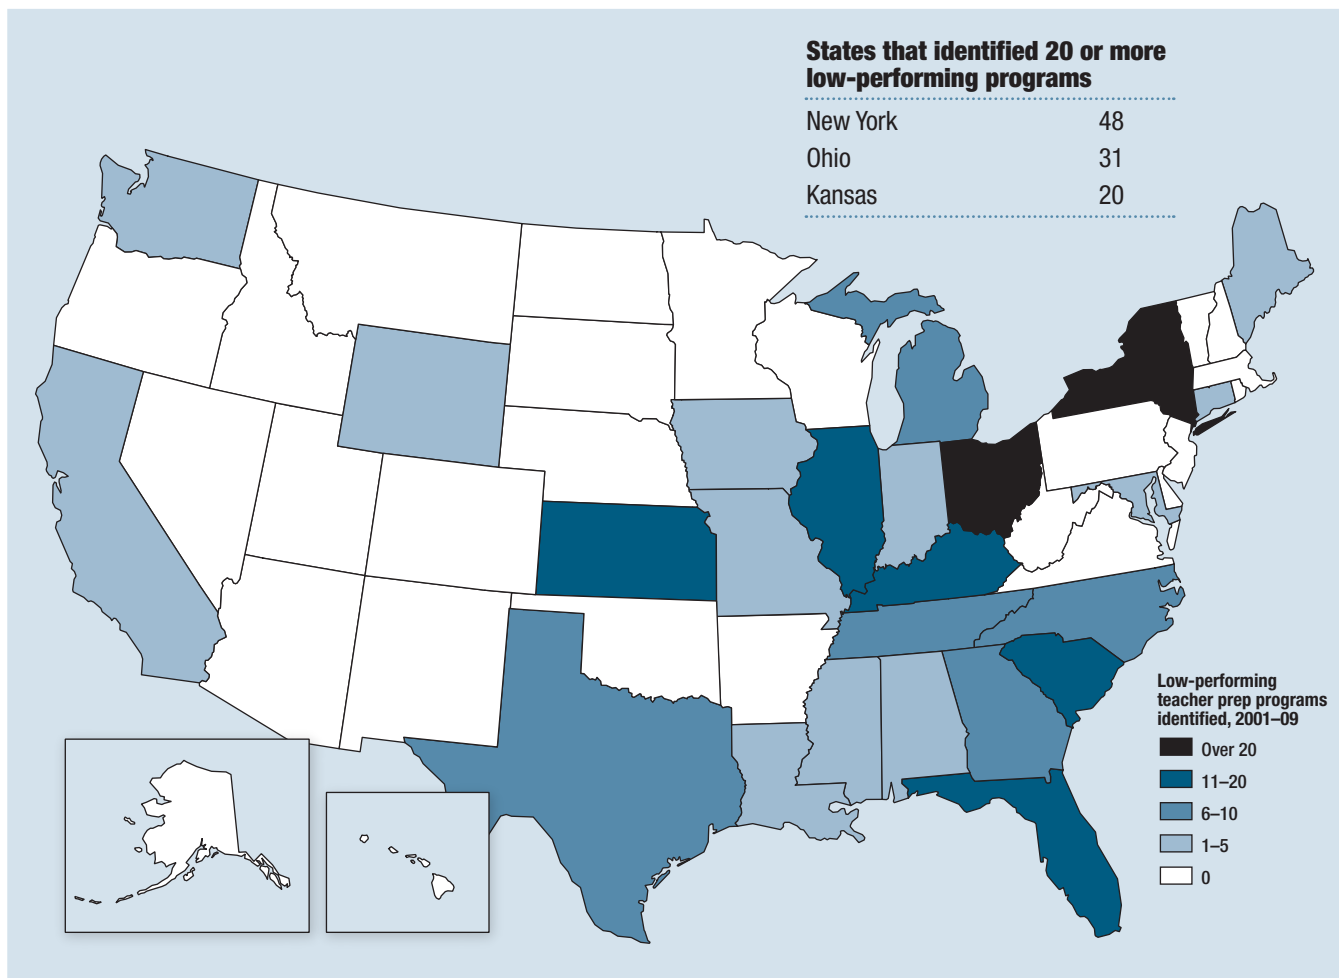 States that identified 20 or more
low-performing programs
New York 48
Ohio 31
Kansas 20
Low-performing
teacher prep programs
identified, 2001–09
Over 20
11–20
6–10
1–5
0